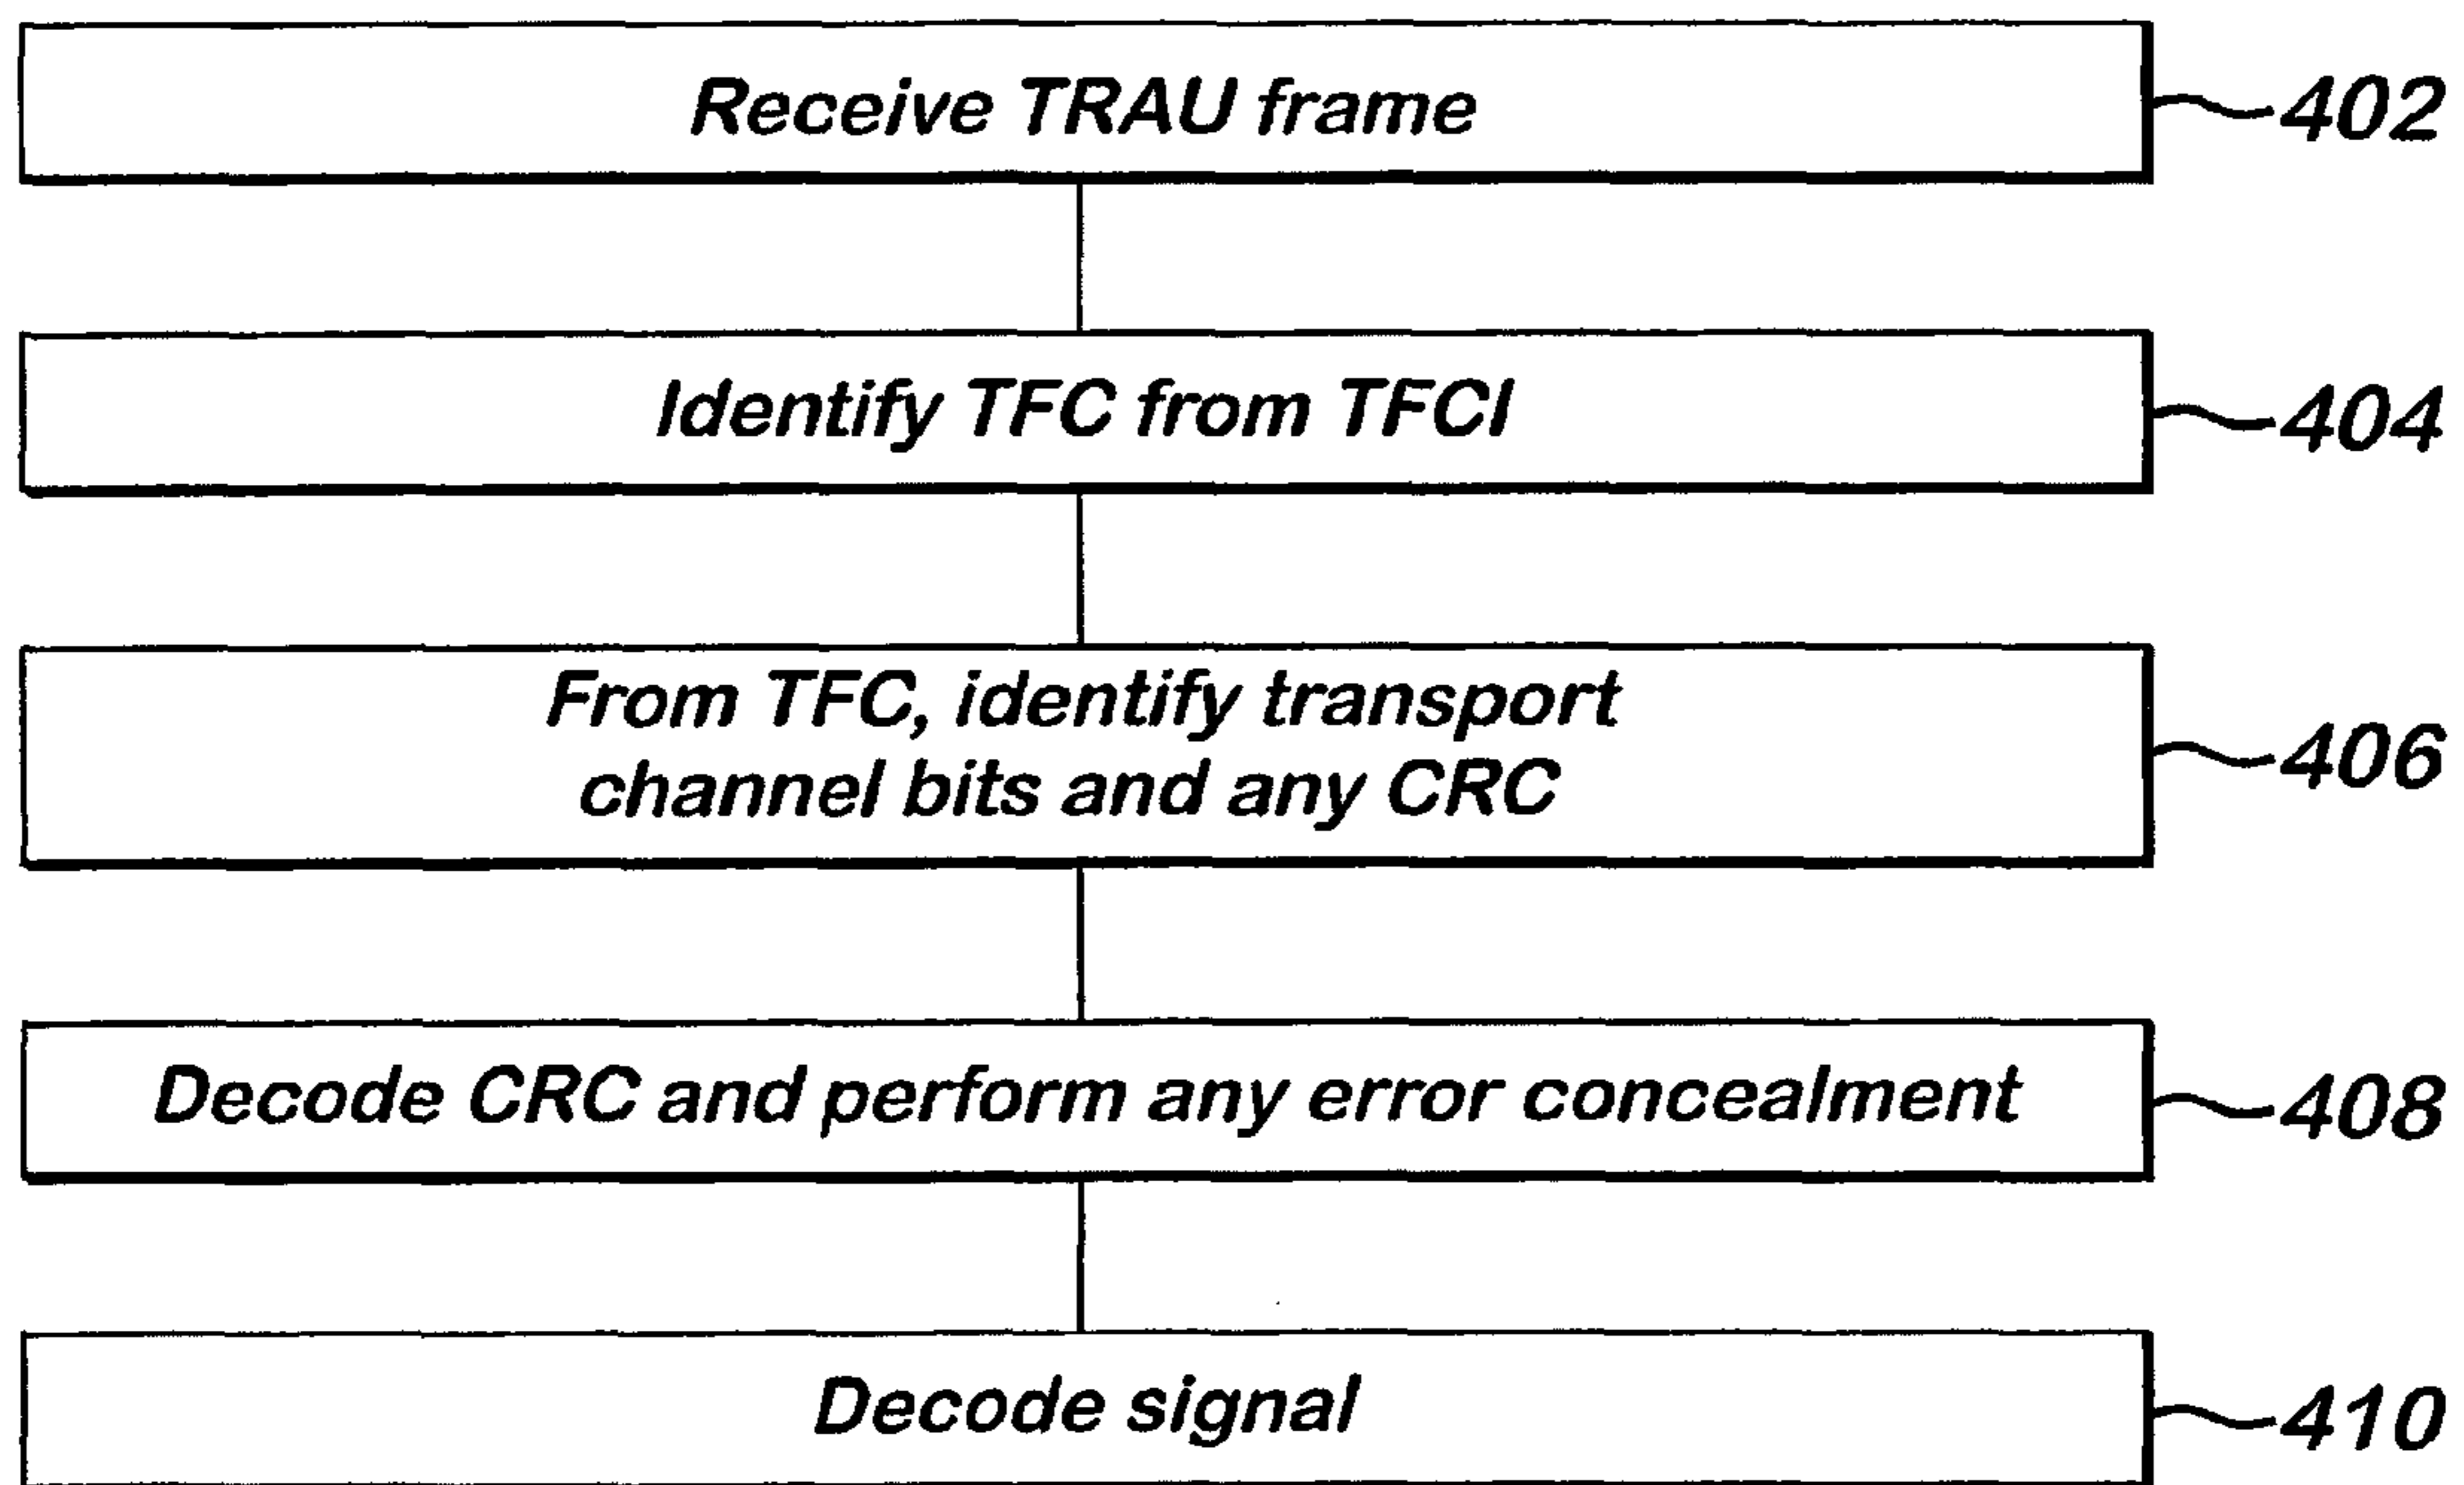 Receive TRAU frame
402
Identify TFC from TFCI
404
From TFC, identify transport
channel bits and any CRC
406
Decode CRC and perform any error concealment
408
Decode signal
410